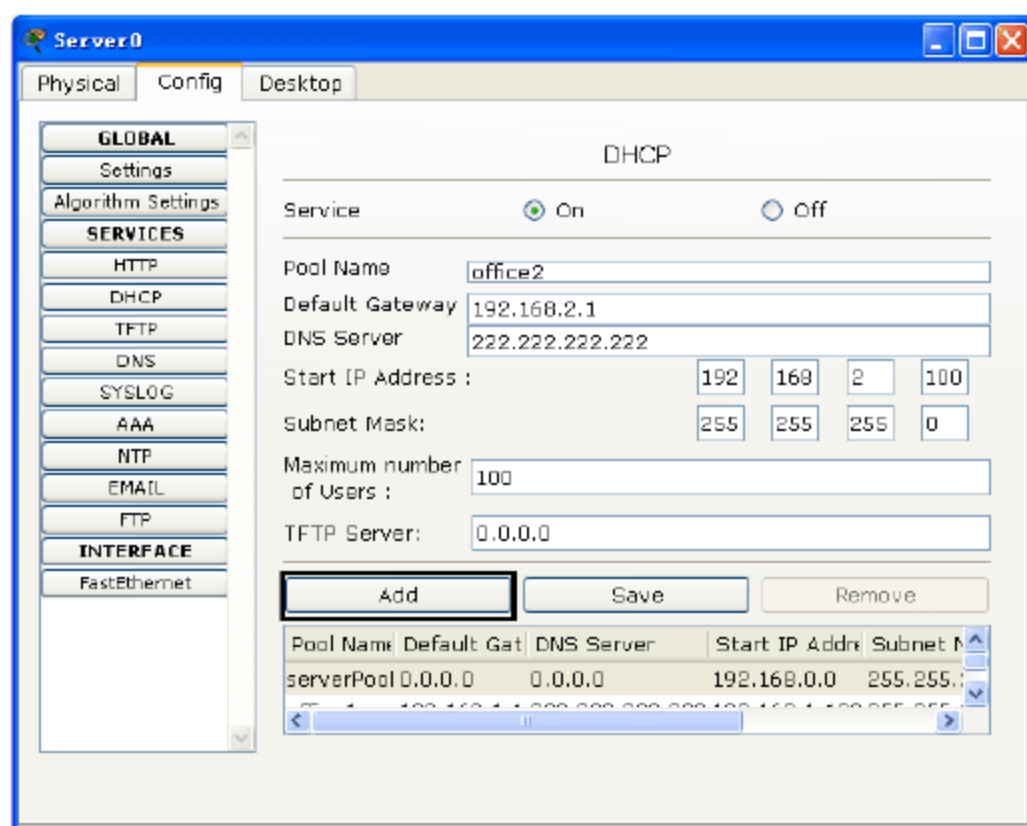 Server0
Physical Config Desktop
GLOBAL
Settings
Algorithm Settings
SERVICES
HTTP
DHCP
TFTP
DNS
SYSLOG
AAA
NTP
EMAIL
FTP
INTERFACE
FastEthernet
DHCP
Service On Off
Pool Name office2
Default Gateway 192.168.2.1
DNS Server 222.222.222.222
Start IP Address : 192 168 2 100
Subnet Mask: 255 255 255 0
Maximum number
of Users : 100
TFTP Server: 0.0.0.0
Add Save Remove
Pool Name Default Gat DNS Server Start IP Addre Subnet
serverPool 0.0.0.0 0.0.0.0 192.168.0.0 255.255.